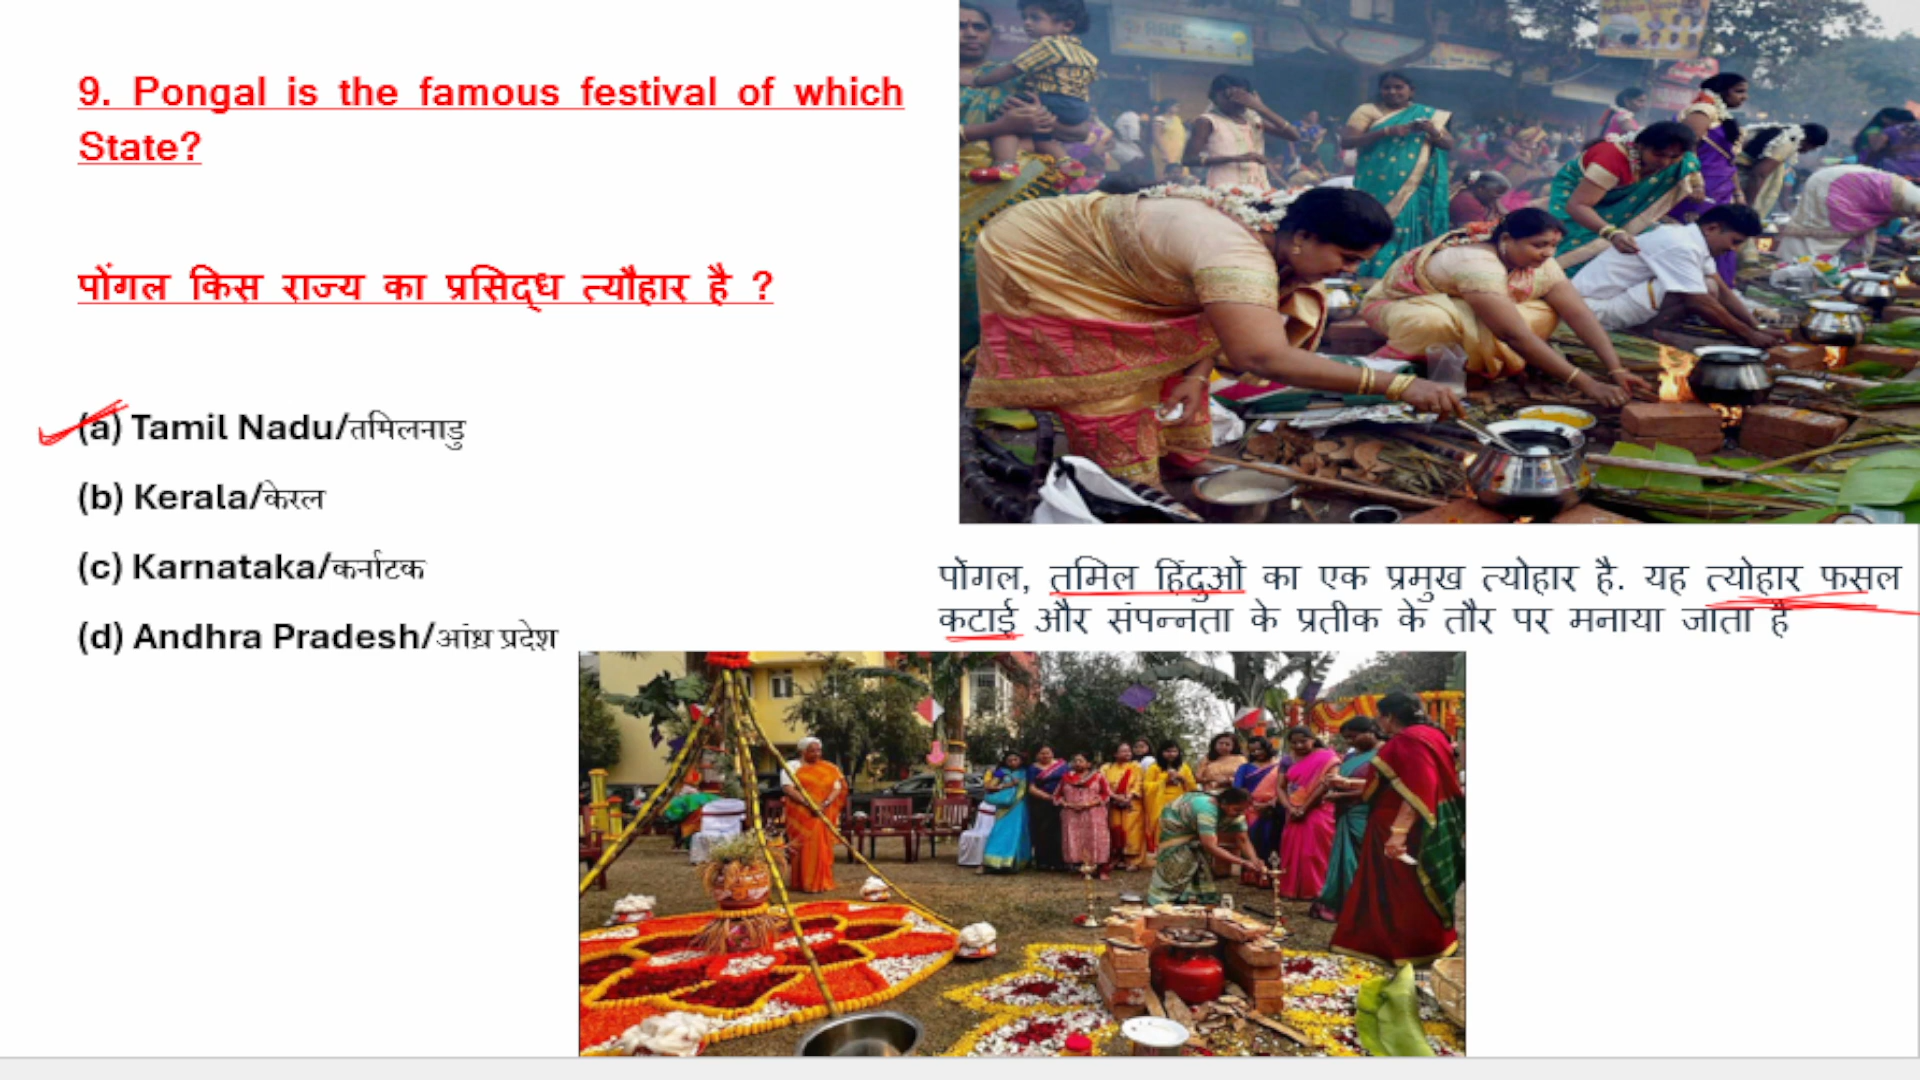 9. Pongal is the famous festival of which
State?
पोंगल किस राज्य का प्रसिद्ध त्यौहार है ?
(a) Tamil Nadu/तमिलनाडु
(b) Kerala/केरल
(c) Karnataka/कर्नाटक
(d) Andhra Pradesh/आंध्र प्रदेश
पोंगल, तमिल हिंदुओं का एक प्रमुख त्योहार है. यह त्योहार फसल
कटाई और संपन्नता के प्रतीक के तौर पर मनाया जाता है